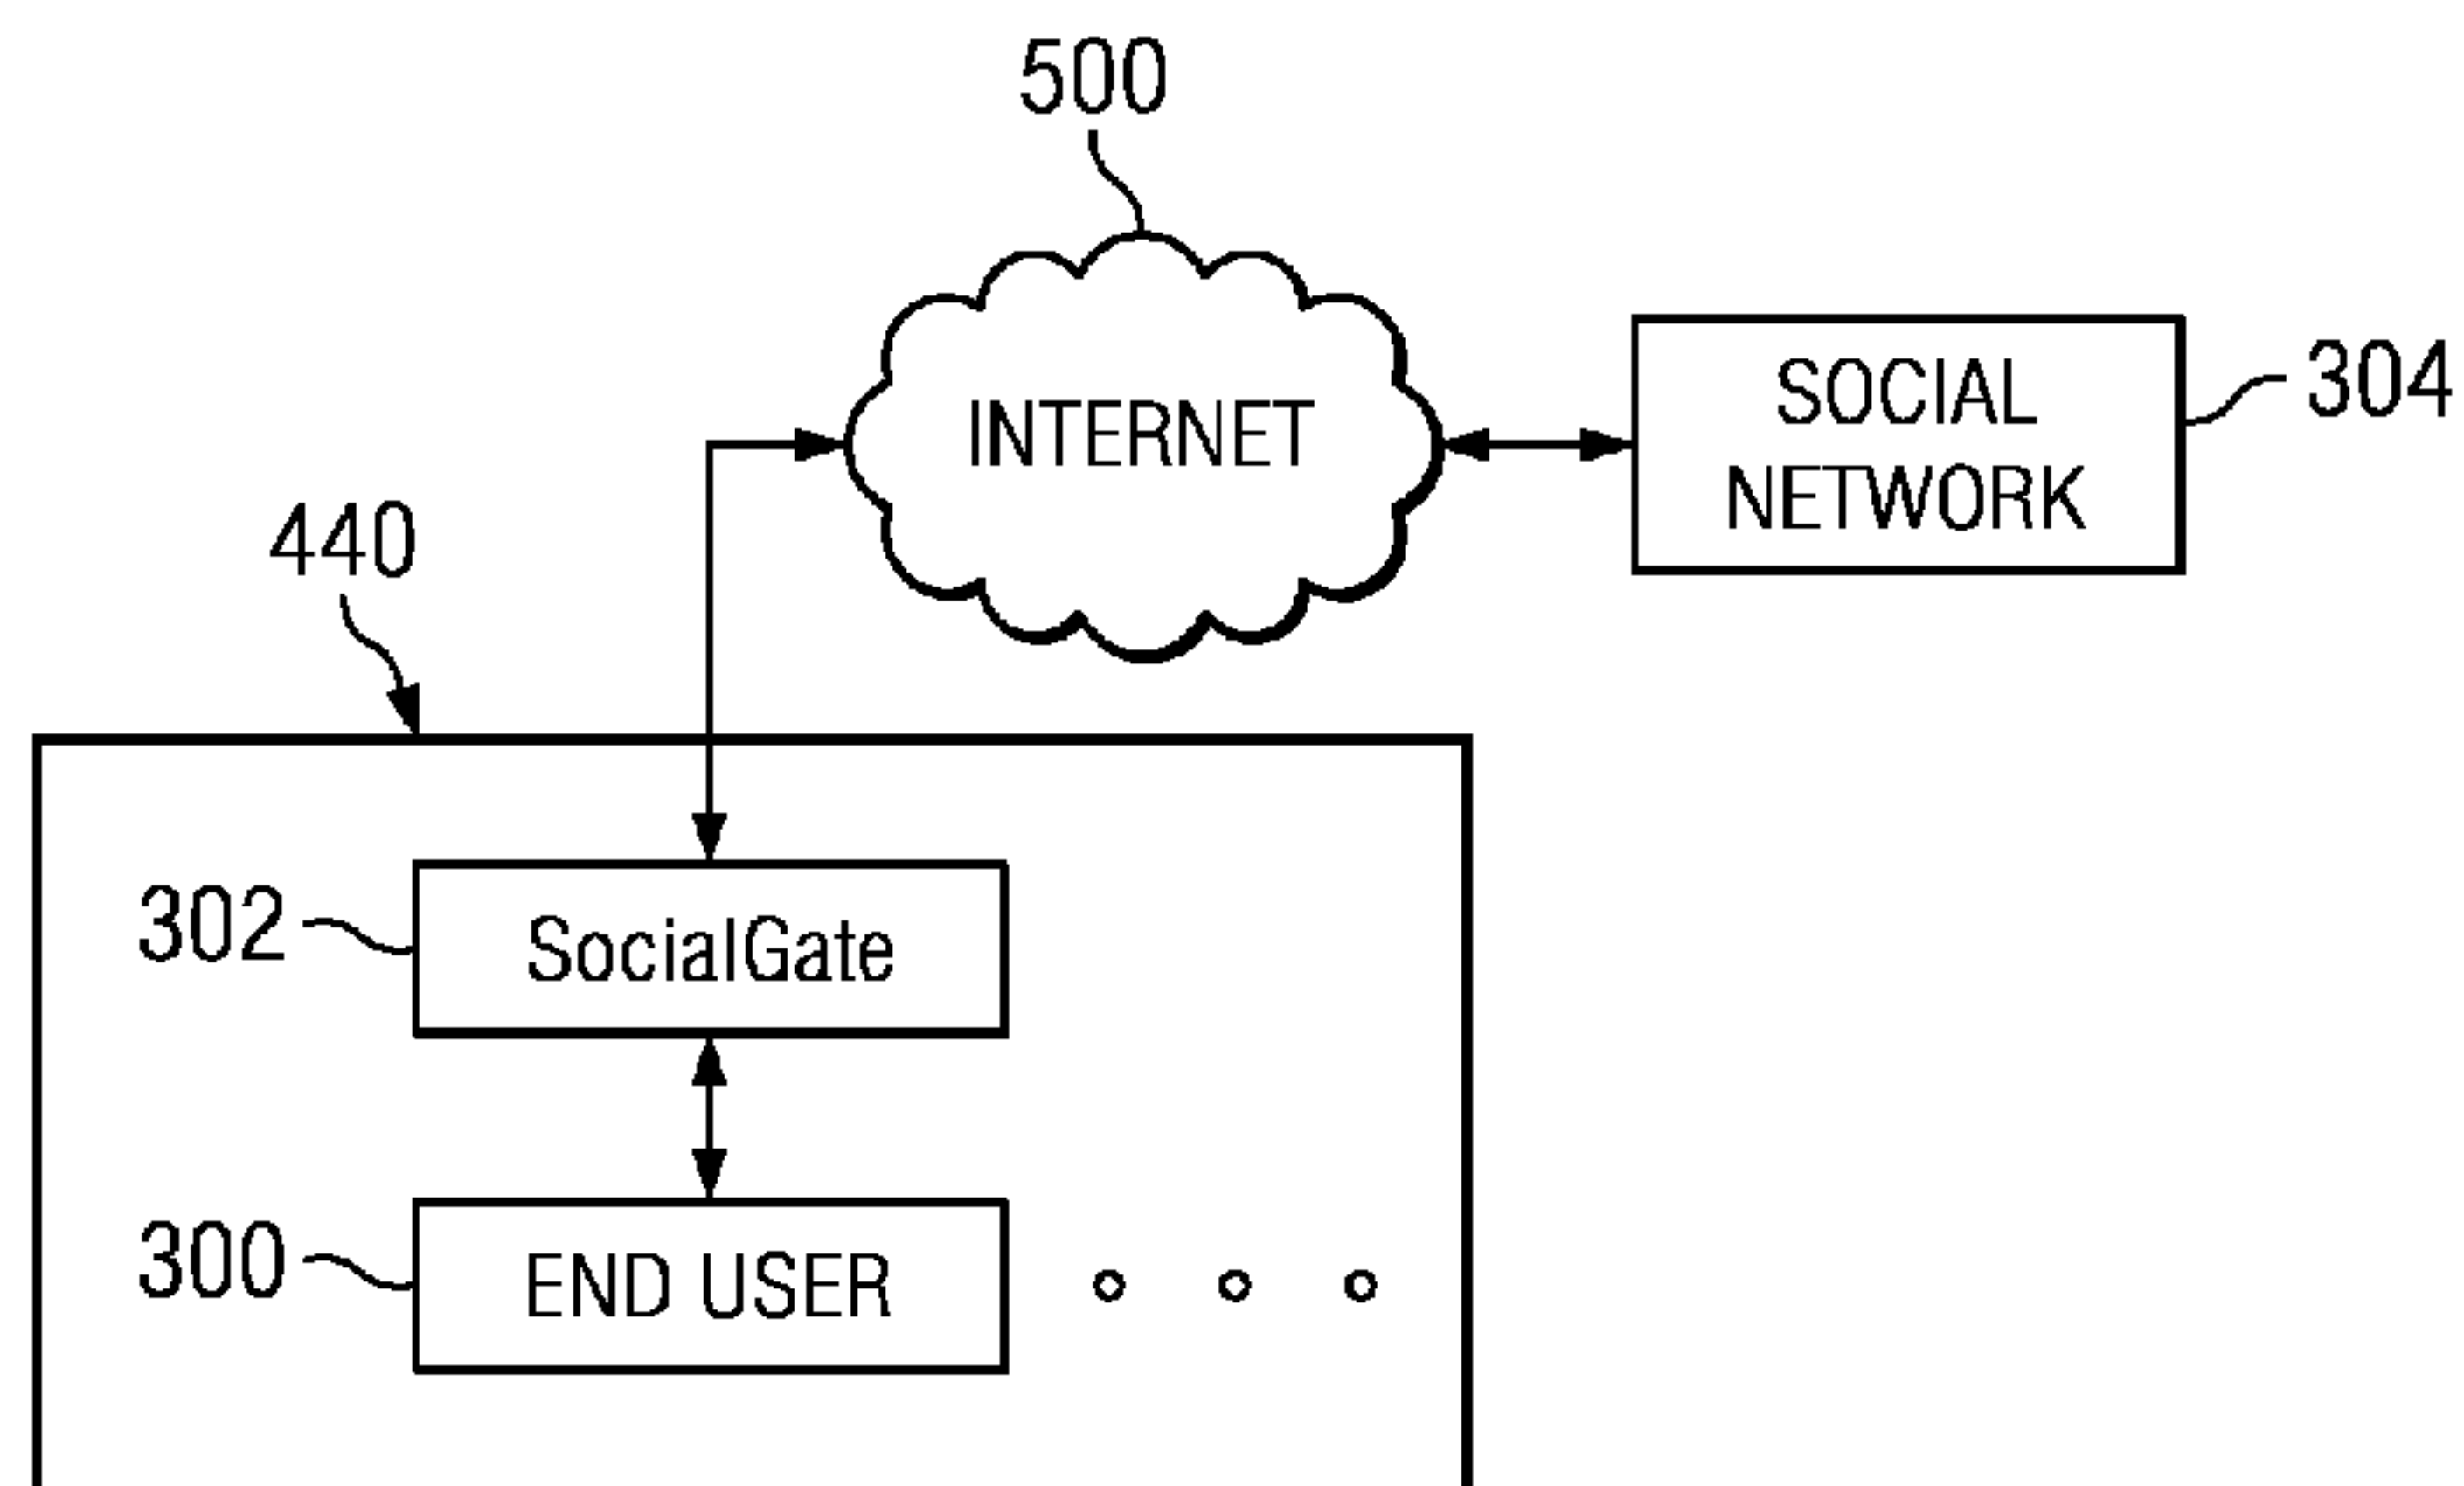 500
INTERNET
SOCIAL
NETWORK
304
440
302
SocialGate
300
END USER